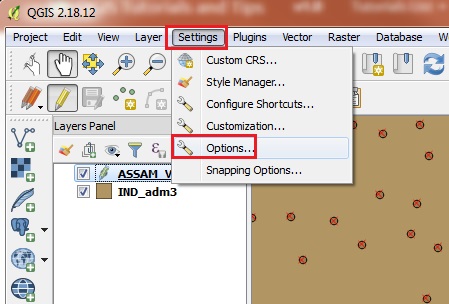 QGIS 2.18.12
Project Edit View Layer Settings Plugins Vector Raster Database
Custom CRS...
Style Manager...
Configure Shortcuts...
Customization...
Options...
Snapping Options...
Layers Panel
ASSAM_V
IND_adm3